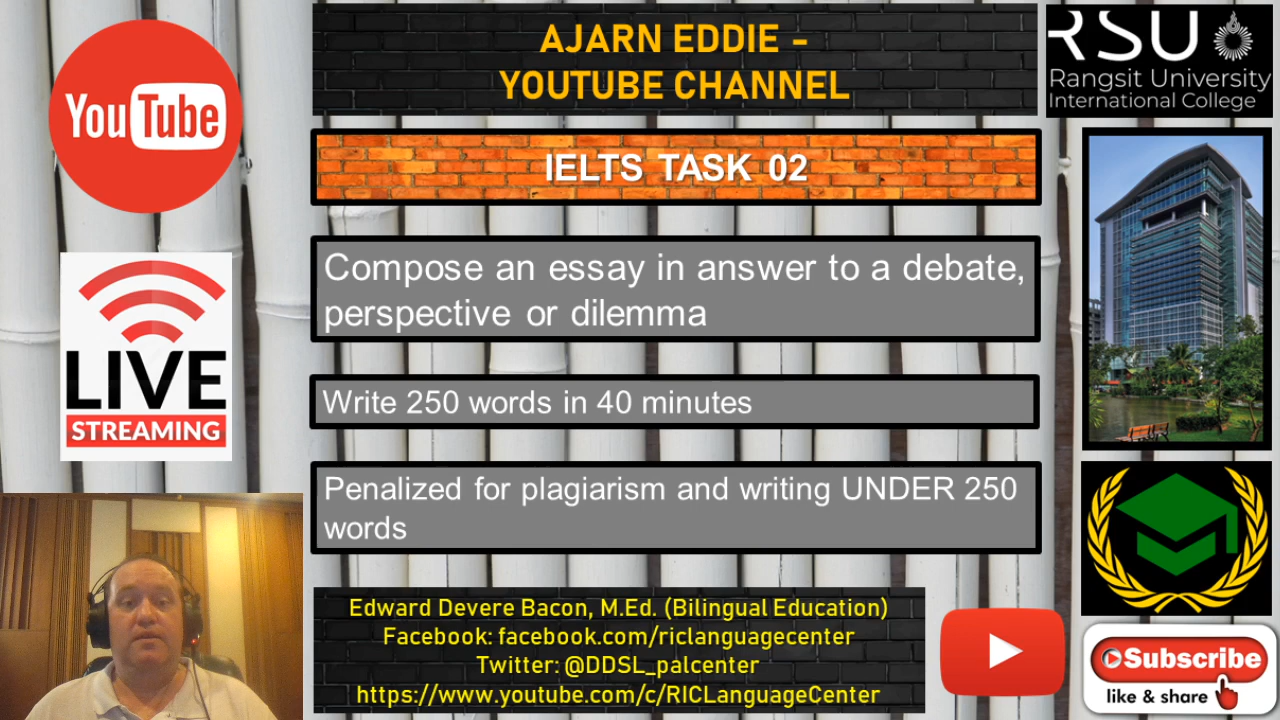 AJARN EDDIE -
YOUTUBE CHANNEL
YouTube
RSU
Rangsit University
International College
IELTS TASK 02
Compose an essay in answer to a debate,
perspective or dilemma
LIVE
STREAMING
Write 250 words in 40 minutes
Penalized for plagiarism and writing UNDER 250
words
Edward Devere Bacon, M.Ed. (Bilingual Education)
Facebook: facebook.com/riclanguagecenter
Twitter: @DDSL_palcenter
https://www.youtube.com/c/RICLanguageCenter
Subscribe
like & share